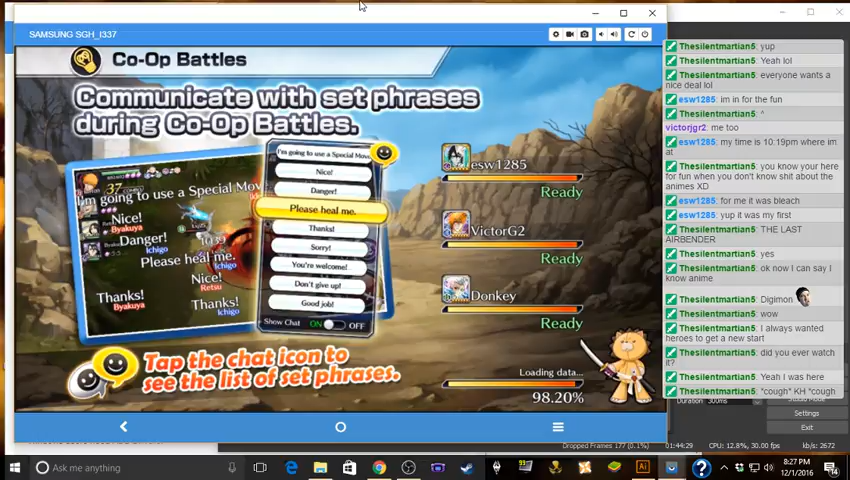 SAMSUNG SGH_I337
Co-Op Battles
Communicate with set phrases
during Co-Op Battles.
I'm going to use a Special Move
Nice!
Danger!
Please heal me.
Thanks!
Sorry!
You're welcome!
Don't give up!
Good job!
Show Chat ON OFF
37
I'm going to use a Special Mov
Nice!
Byakuya
Danger!
Ichigo
Please heal me.
Ichigo
Nice!
Retsu
Thanks!
Byakuya
Thanks!
Ichigo
Tap the chat icon to
see the list of set phrases.
esw1285
Ready
VictorG2
Ready
Donkey
Ready
Loading data...
98.20%
Thesilentmartian5: yup
Thesilentmartian5: Yeah lol
Thesilentmartian5:
everyone wants a
nice deal lol
esw1285: im in for the fun
Thesilentmartian5: ^
victorjgr2: me too
esw1285: my time is 10.19pm where im
at
Thesilentmartian5: you know your here
for fun when you don't know shit about the
animes XD
esw1285: for me it was bleach
esw1285: yup it was my first
Thesilentmartian5: THE LAST
AIRBENDER
Thesilentmartian5: yes
Thesilentmartian5: ok now I can say I
know anime
Thesilentmartian5: Digimon
Thesilentmartian5: wow
Thesilentmartian5: I always wanted
heroes to get a new start
Thesilentmartian5: did you ever watch
it?
Thesilentmartian5: Yeah I was here
Thesilentmartian5: *cough* KH *cough
Duration 300ms
Studio Mode
Settings
Exit
Dropped Frames 177 (0.1%)
01:44:29
CPU: 12.8%, 30.00 fps
kb/s: 2672
Ask me anything
8:27 PM
12/1/2016